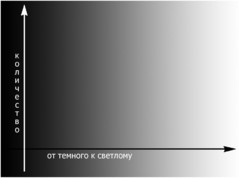 количество
от темного к светлому